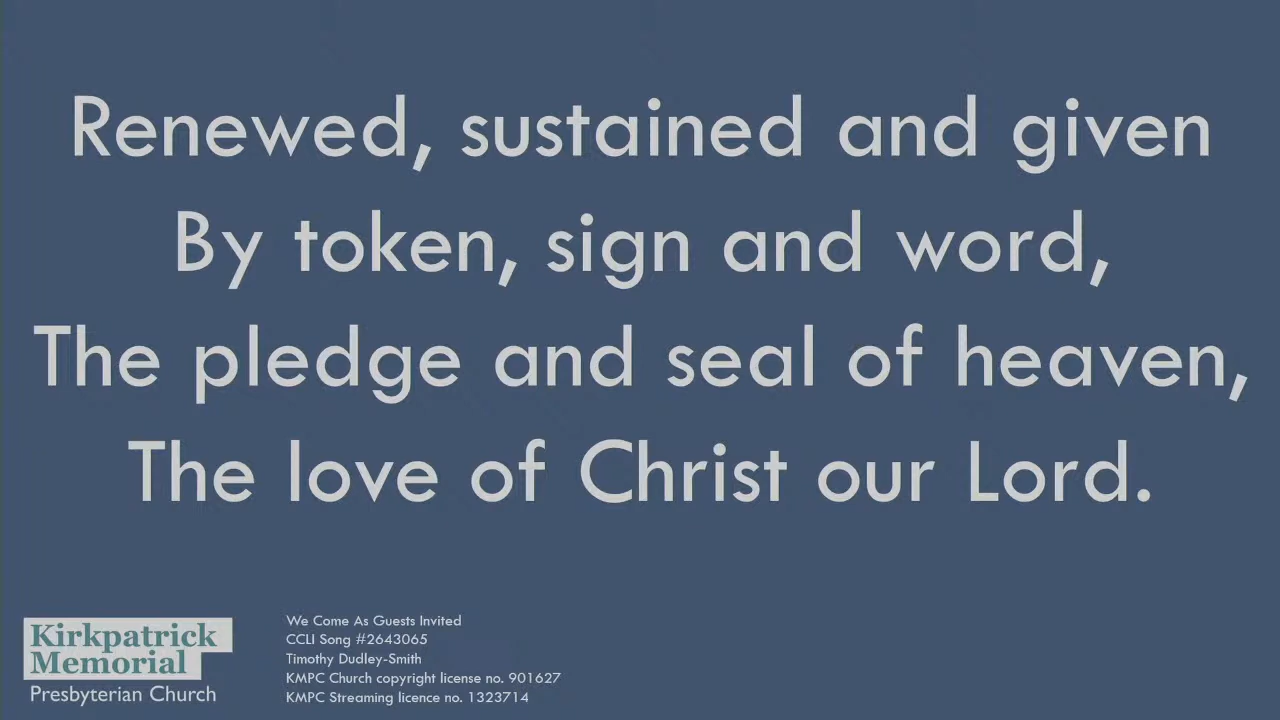 Renewed, sustained and given
By token, sign and word,
The pledge and seal of heaven,
The love of Christ our Lord.
Kirkpatrick
Memorial
Presbyterian Church
We Come As Guests Invited
CCLI Song #2643065
Timothy Dudley-Smith
KMPC Church copyright license no. 901627
KMPC Streaming licence no. 1323714